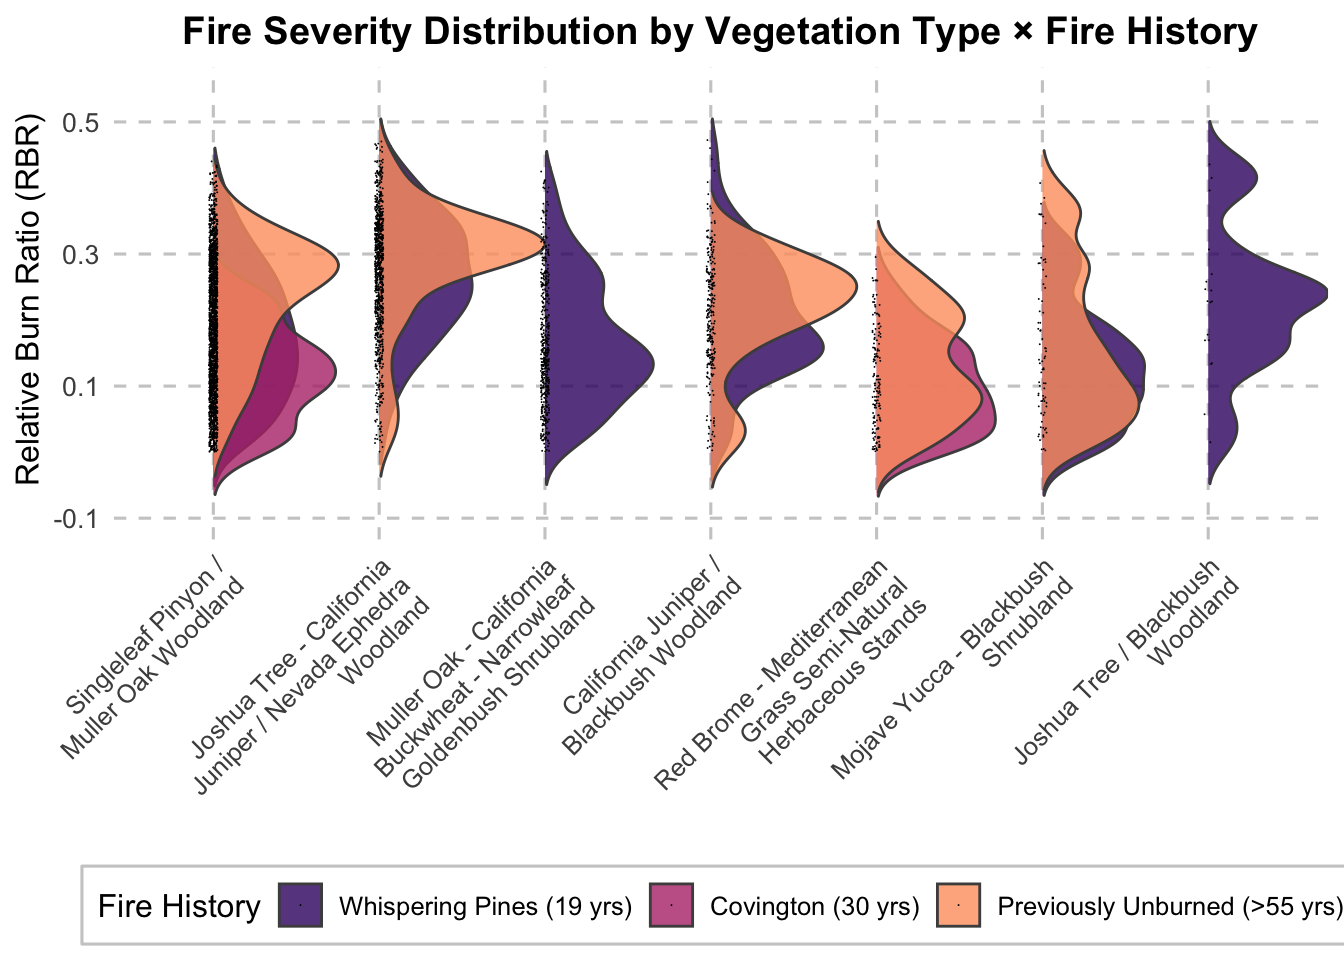 Fire Severity Distribution by Vegetation Type × Fire History
Relative Burn Ratio (RBR)
0.5
0.3
0.1
-0.1
Singleleaf Pinyon /
Muller Oak Woodland
Joshua Tree - California
Juniper / Nevada Ephedra
Woodland
Muller Oak - California
Buckwheat - Narrowleaf
Goldenbush Shrubland
California Juniper /
Blackbush Woodland
Red Brome - Mediterranean
Grass Semi-Natural
Herbaceous Stands
Mojave Yucca - Blackbush
Shrubland
Joshua Tree / Blackbush
Woodland
Fire History
Whispering Pines (19 yrs)
Covington (30 yrs)
Previously Unburned (>55 yrs)